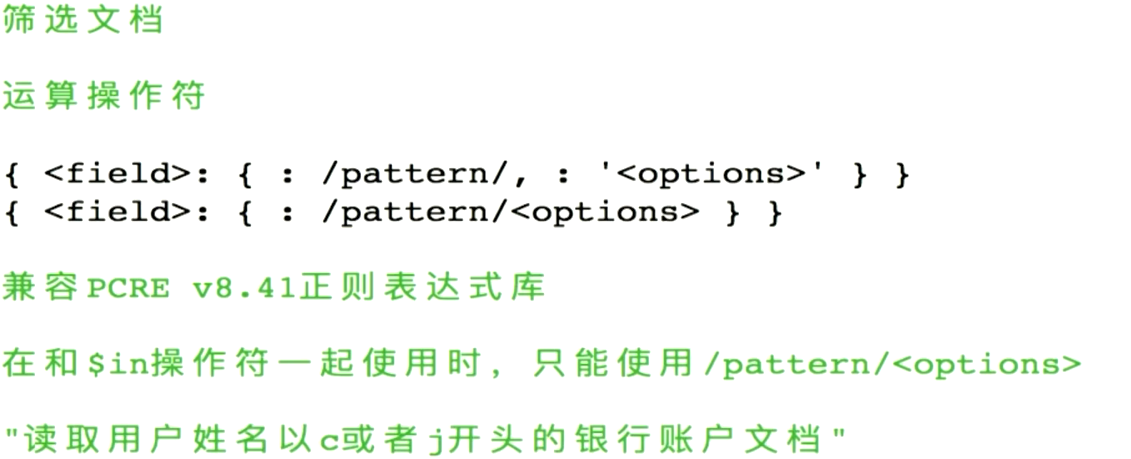 筛选文档
运算操作符
{ <field>: { : /pattern/, : '<options>' } }
{ <field>: { : /pattern/<options> } }
兼容PCRE v8.41正则表达式库
在和$in操作符一起使用时，只能使用/pattern/<options>
"读取用户姓名以c或者j开头的银行账户文档"